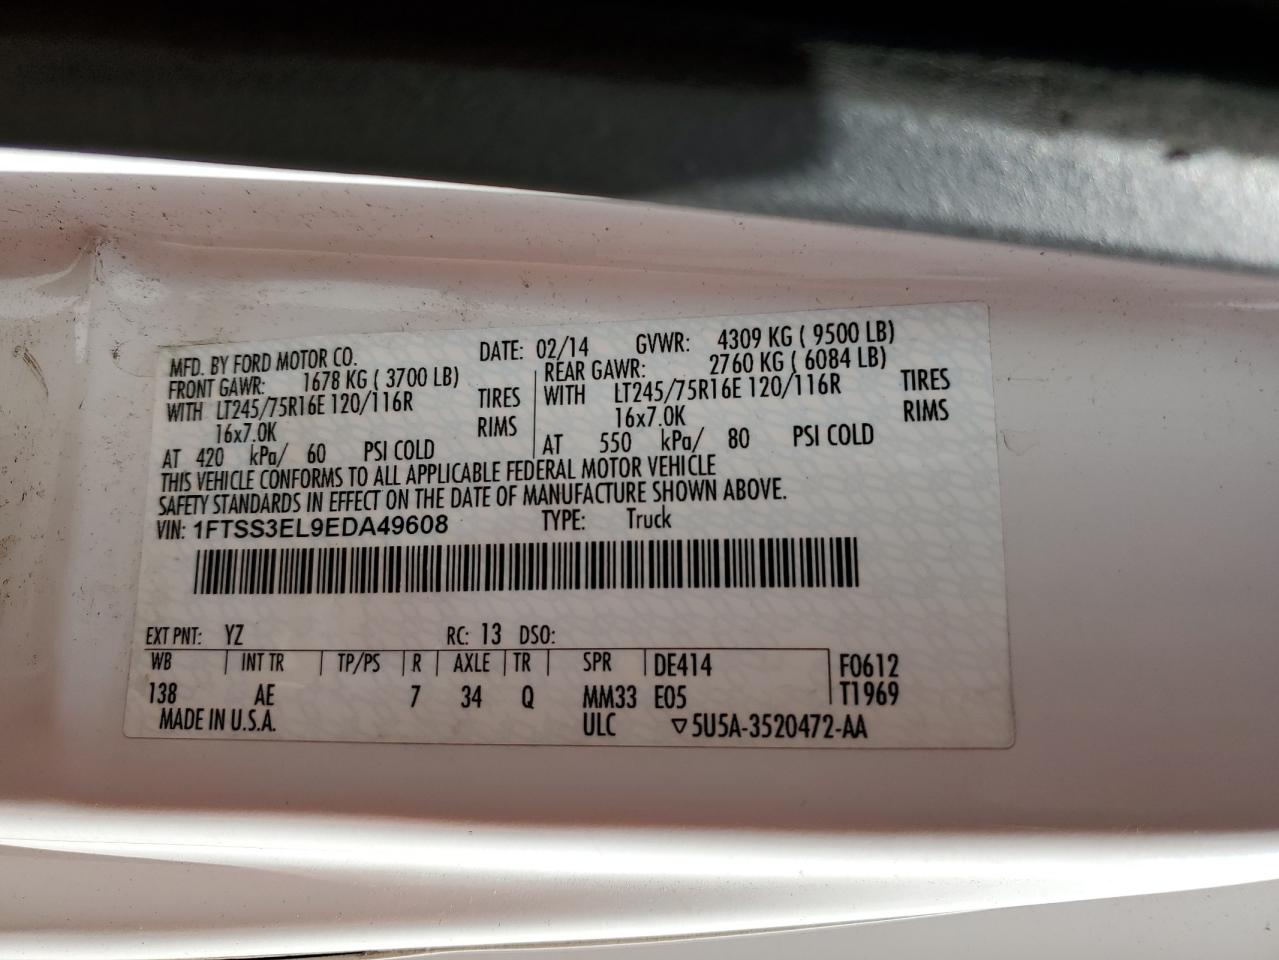 MFD. BY FORD MOTOR CO. DATE: 02/14 GVWR: 4309 KG ( 9500 LB)
FRONT GAWR: 1678 KG ( 3700 LB) REAR GAWR: 2760 KG ( 6084 LB)
WITH LT245/75R16E 120/116R TIRES WITH LT245/75R16E 120/116R TIRES
16x7.0K RIMS 16x7.0K RIMS
AT 420 kPa/ 60 PSI COLD AT 550 kPa/ 80 PSI COLD
THIS VEHICLE CONFORMS TO ALL APPLICABLE FEDERAL MOTOR VEHICLE
SAFETY STANDARDS IN EFFECT ON THE DATE OF MANUFACTURE SHOWN ABOVE.
VIN: 1FTSS3EL9EDA49608 TYPE: Truck
EXT PNT: YZ RC: 13 DSO:
WB INT TR TP/PS R AXLE TR SPR DE414 F0612
138 AE 7 34 Q MM33 E05 T1969
MADE IN U.S.A. ULC ▽5U5A-3520472-AA